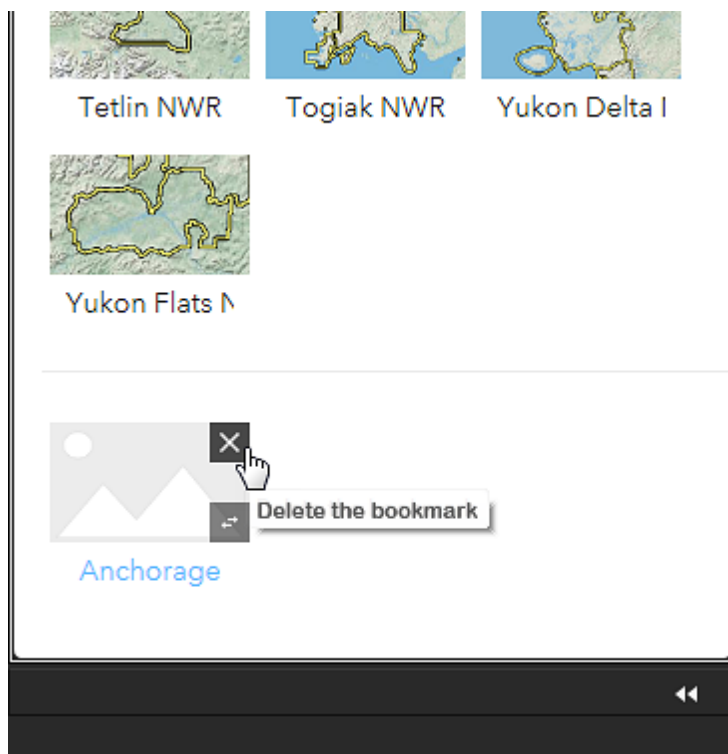 Tetlin NWR
Togiak NWR
Yukon Delta
Yukon Flats
Delete the bookmark
Anchorage